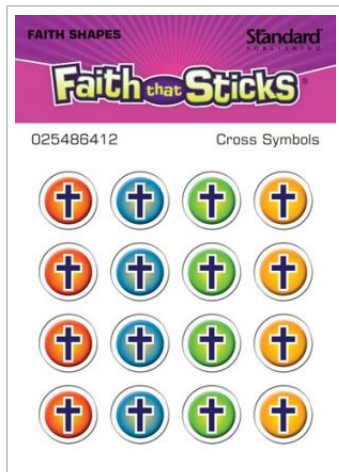 FAITH SHAPES Standard
PUBLISHING
Faith that Sticks®
025486412 Cross Symbols